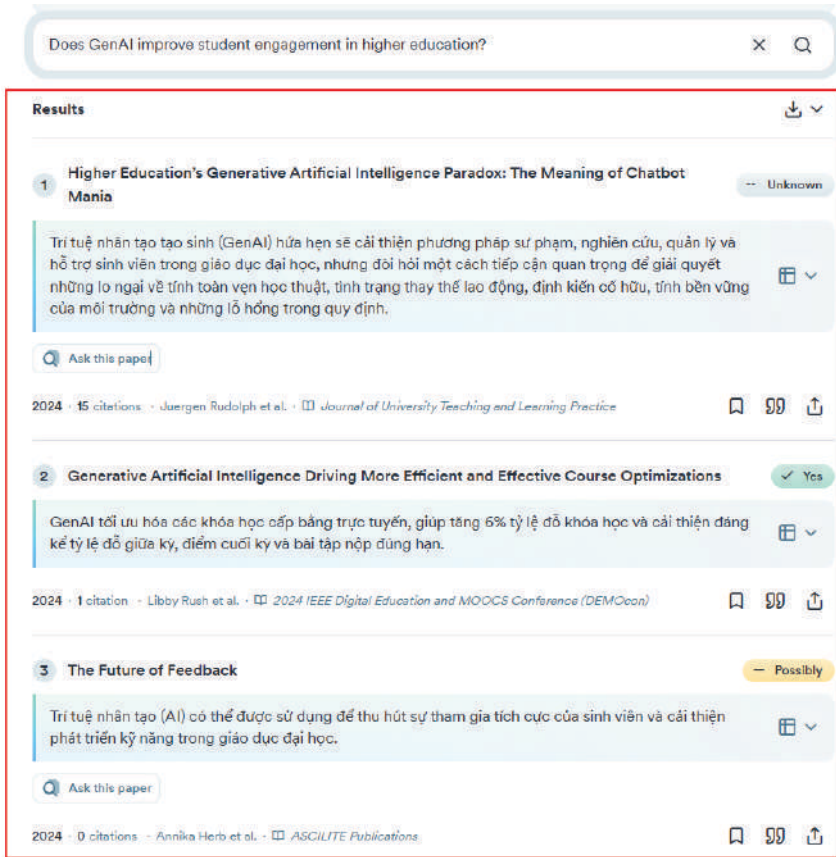 Does GenAI improve student engagement in higher education?
Results
1 Higher Education's Generative Artificial Intelligence Paradox: The Meaning of Chatbot
Mania
-- Unknown
Trí tuệ nhân tạo tạo sinh (GenAI) hứa hẹn sẽ cải thiện phương pháp sư phạm, nghiên cứu, quản lý và
hỗ trợ sinh viên trong giáo dục đại học, nhưng đòi hỏi một cách tiếp cận quan trọng để giải quyết
những lo ngại về tính toàn vẹn học thuật, tình trạng thay thế lao động, định kiến cố hữu, tính bền vững
của môi trường và những lỗ hổng trong quy định.
Ask this paper
2024 · 15 citations · Juergen Rudolph et al. · Journal of University Teaching and Learning Practice
2 Generative Artificial Intelligence Driving More Efficient and Effective Course Optimizations
Yes
GenAI tối ưu hóa các khóa học cấp bằng trực tuyến, giúp tăng 6% tỷ lệ đỗ khóa học và cải thiện đáng
kể tỷ lệ đỗ giữa kỳ, điểm cuối kỳ và bài tập nộp đúng hạn.
2024 · 1 citation · Libby Rush et al. · 2024 IEEE Digital Education and MOOCS Conference (DEMOcon)
3 The Future of Feedback
– Possibly
Trí tuệ nhân tạo (AI) có thể được sử dụng để thu hút sự tham gia tích cực của sinh viên và cải thiện
phát triển kỹ năng trong giáo dục đại học.
Ask this paper
2024 · 0 citations · Annika Herb et al. · ASCILITE Publications